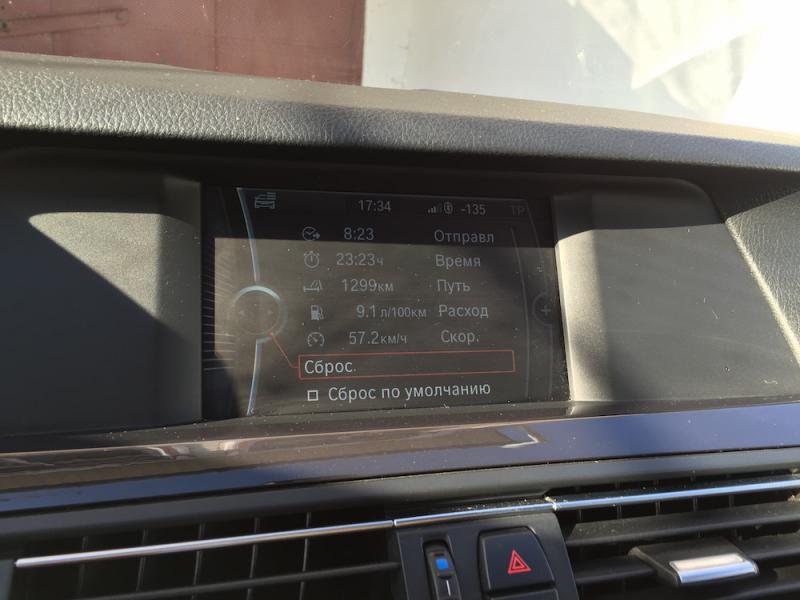 17:34 -135 TP
8:23 Отправл
23:23ч Время
1299км Путь
9.1 л/100км Расход
57.2км/ч Скор.
Сброс
Сброс по умолчанию